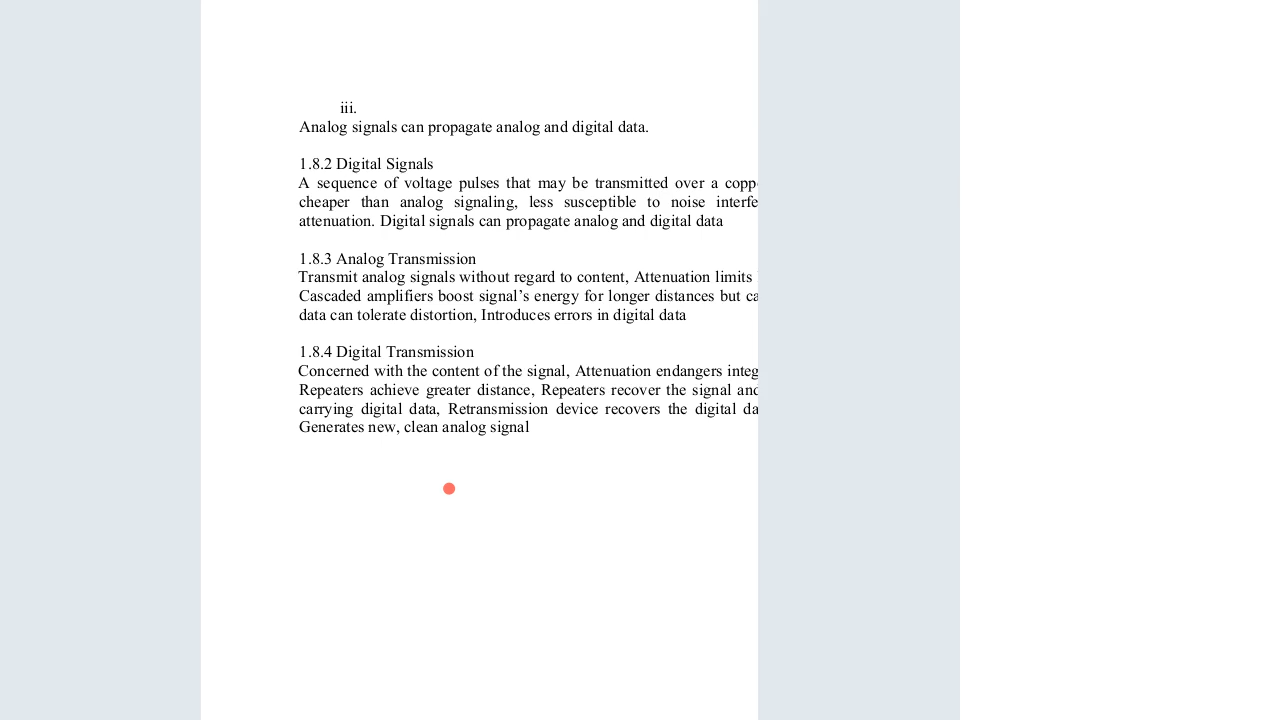 iii.
Analog signals can propagate analog and digital data.
1.8.2 Digital Signals
A sequence of voltage pulses that may be transmitted over a
cheaper than analog signaling, less susceptible to noise
attenuation. Digital signals can propagate analog and digital data
1.8.3 Analog Transmission
Transmit analog signals without regard to content, Attenuation limits
Cascaded amplifiers boost signal’s energy for longer distances but
data can tolerate distortion, Introduces errors in digital data
1.8.4 Digital Transmission
Concerned with the content of the signal, Attenuation endangers
Repeaters achieve greater distance, Repeaters recover the signal and
carrying digital data, Retransmission device recovers the digital
Generates new, clean analog signal